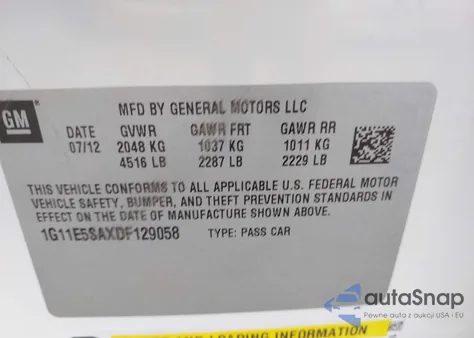 GM
MFD BY GENERAL MOTORS LLC
DATE GVWR GAWR FRT GAWR RR
07/12 2048 KG 1037 KG 1011 KG
4516 LB 2287 LB 2229 LB
THIS VEHICLE CONFORMS TO ALL APPLICABLE U.S. FEDERAL MOTOR
VEHICLE SAFETY, BUMPER, AND THEFT PREVENTION STANDARDS IN
EFFECT ON THE DATE OF MANUFACTURE SHOWN ABOVE.
1G11E5SAXDF129058 TYPE: PASS CAR
autaSnap
Pewne auta z aukcji USA i EU
AND LOADING INFORMATION